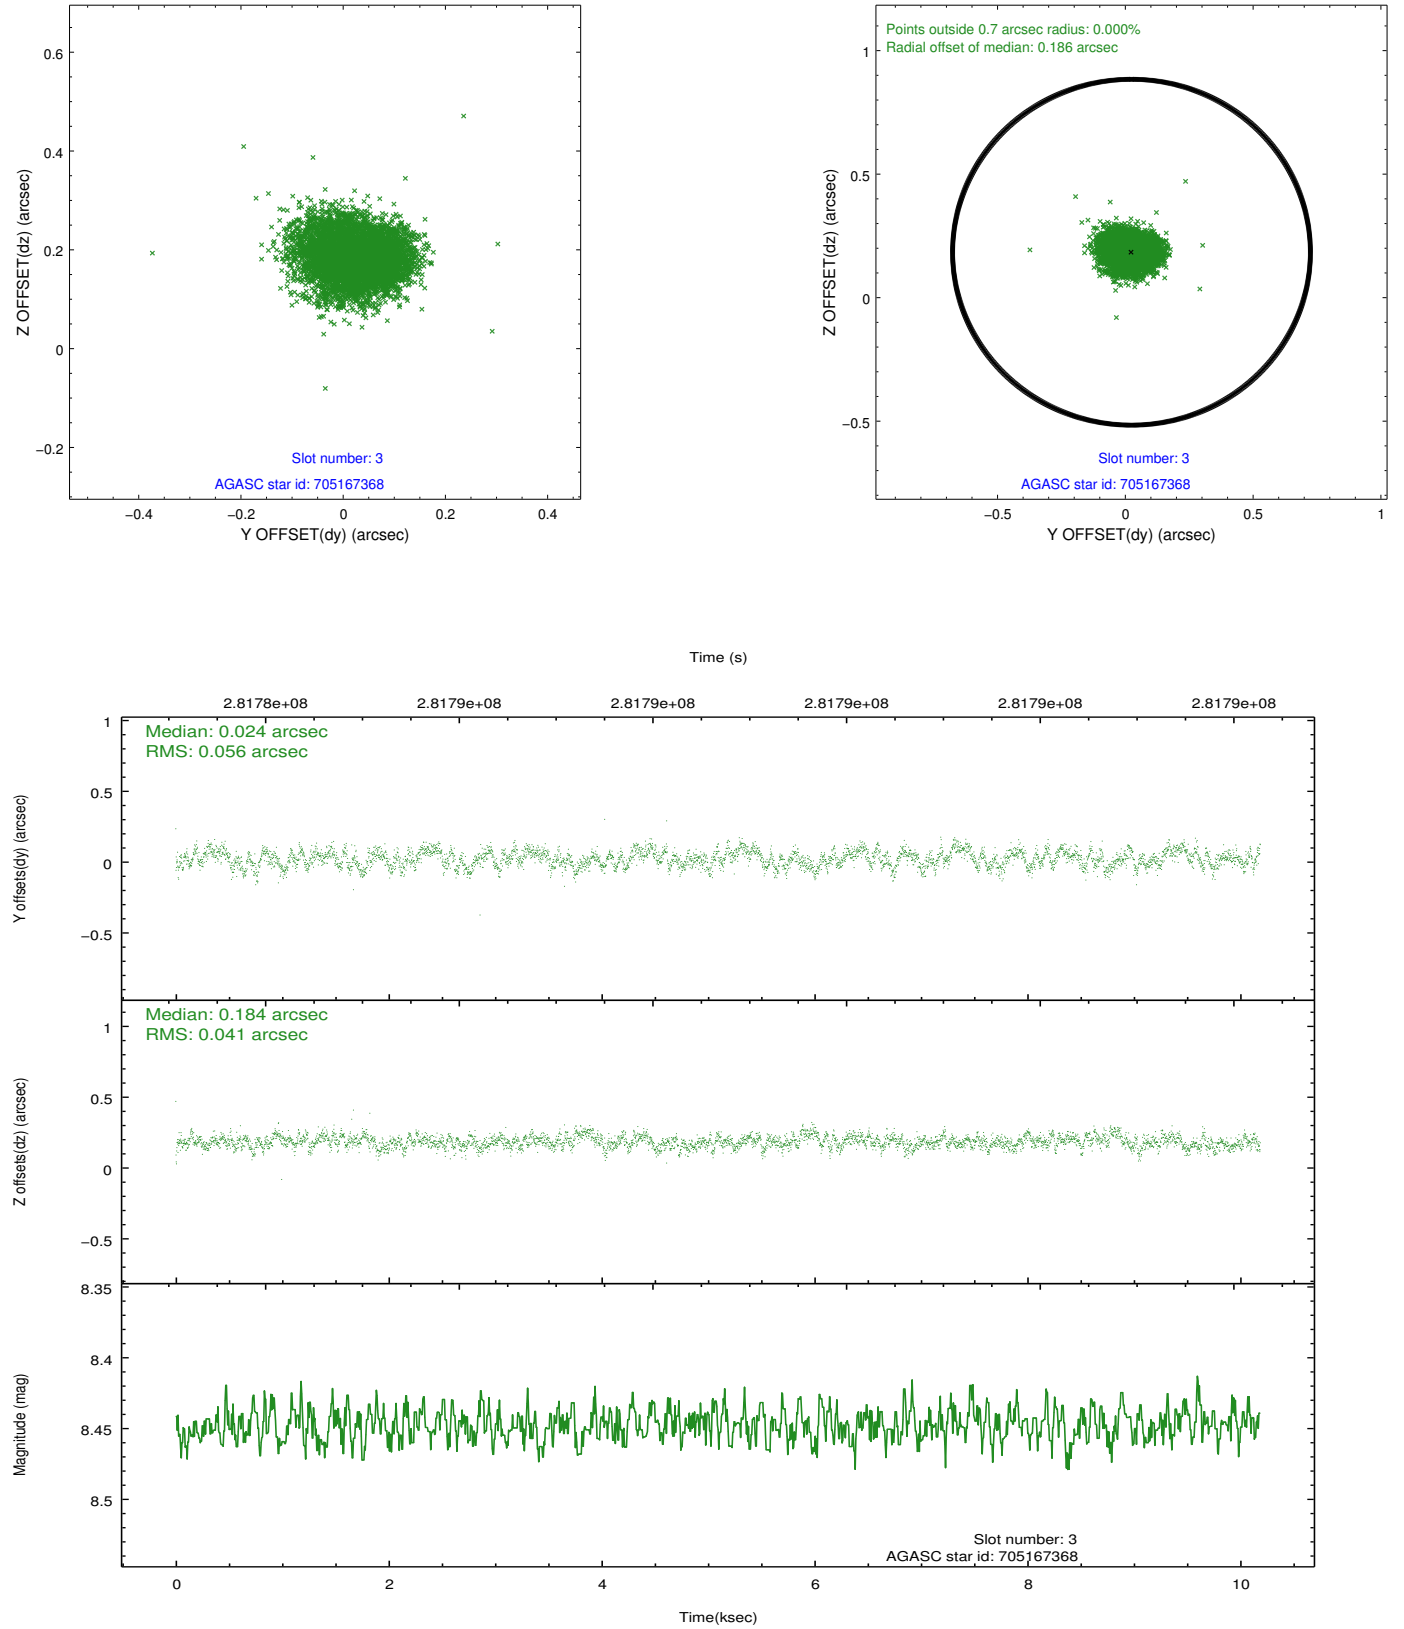 0.6
0.4
0.2
0
−0.2
−0.4
−0.2
0
0.2
0.4
Z OFFSET(dz) (arcsec)
Y OFFSET(dy) (arcsec)
Slot number: 3
AGASC star id: 705167368
Points outside 0.7 arcsec radius: 0.000%
Radial offset of median: 0.186 arcsec
1
0.5
0
−0.5
−0.5
0
0.5
1
Z OFFSET(dz) (arcsec)
Y OFFSET(dy) (arcsec)
Slot number: 3
AGASC star id: 705167368
Time (s)
2.8178e+08
2.8179e+08
2.8179e+08
2.8179e+08
2.8179e+08
2.8179e+08
Median: 0.024 arcsec
RMS: 0.056 arcsec
1
0.5
0
−0.5
Y offsets(dy) (arcsec)
Median: 0.184 arcsec
RMS: 0.041 arcsec
1
0.5
0
−0.5
Z offsets(dz) (arcsec)
8.35
8.4
8.45
8.5
Magnitude (mag)
Slot number: 3
AGASC star id: 705167368
0
2
4
6
8
10
Time(ksec)